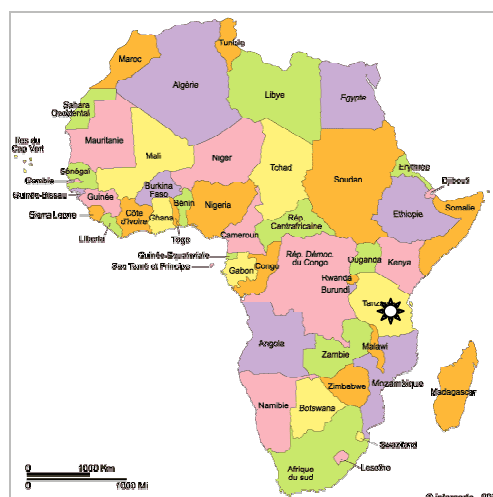 Tunisie
Maroc
Algérie
Libye
Egypte
Sahara
Occidental
Iles du
Cap Vert
Mauritanie
Mali
Niger
Tchad
Soudan
Erythrée
Djibouti
Sénégal
Gambie
Guinée-Bissau
Guinée
Sierra Leone
Liberia
Côte
d'Ivoire
Burkina
Faso
Ghana
Togo
Bénin
Nigeria
Cameroun
Rép.
Centrafricaine
Ethiopie
Somalie
Guinée-Equatoriale
Sao Tomé et Principe
Gabon
Congo
Rép. Démoc.
du Congo
Ouganda
Kenya
Rwanda
Burundi
Angola
Zambie
Malawi
Mozambique
Madagascar
Zimbabwe
Namibie
Botswana
Swaziland
Lesotho
Afrique
du sud
0 1000 Km
0 1000 Mi